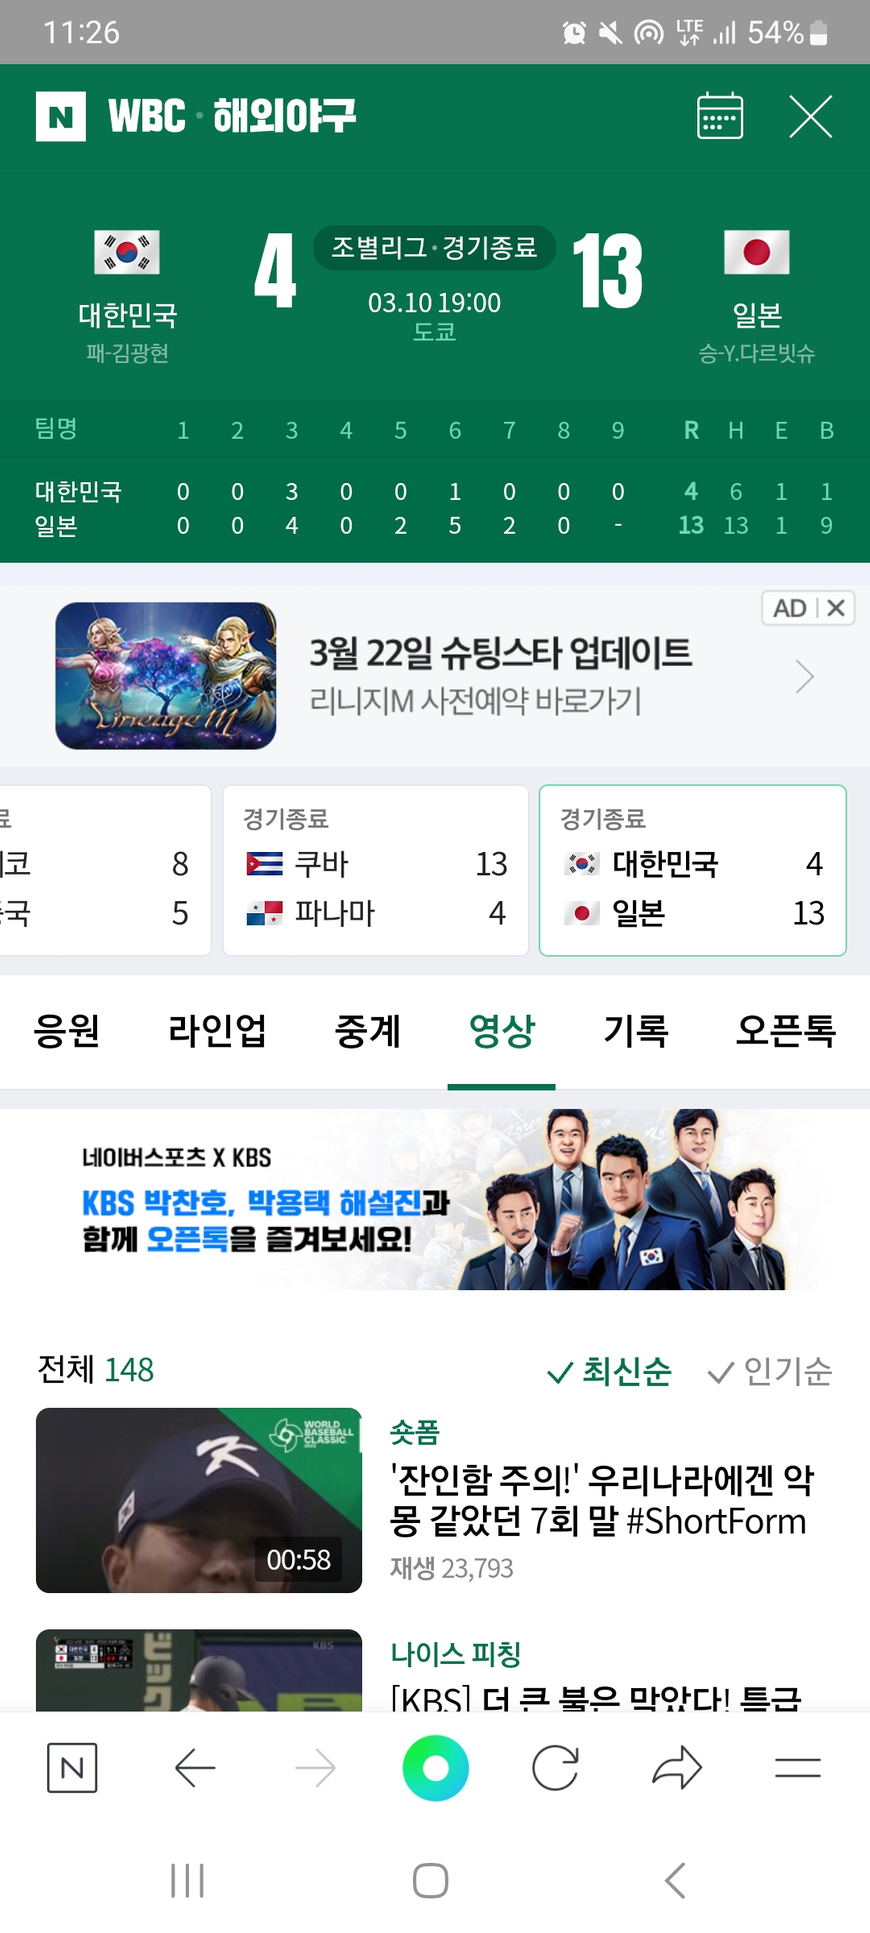 11:26
LTE 54%
N WBC · 해외야구
4 조별리그·경기종료 13
03.10 19:00
도쿄
대한민국 일본
패-김광현 승-Y.다르빗슈
팀명 1 2 3 4 5 6 7 8 9 R H E B
대한민국 0 0 3 0 0 1 0 0 0 4 6 1 1
일본 0 0 4 0 2 5 2 0 - 13 13 1 9
AD
3월 22일 슈팅스타 업데이트
리니지M 사전예약 바로가기
Lineage M
경기종료 경기종료
8 쿠바 13 대한민국 4
5 파나마 4 일본 13
응원 라인업 중계 영상 기록 오픈톡
네이버스포츠 X KBS
KBS 박찬호, 박용택 해설진과
함께 오픈톡을 즐겨보세요!
전체 148 최신순 인기순
WORLD
BASEBALL
CLASSIC
00:58
숏폼
'잔인함 주의!' 우리나라에겐 악
몽 같았던 7회 말 #ShortForm
재생 23,793
KBS
나이스 피칭
[KBS] 더 큰 불은 막았다! 특급
N